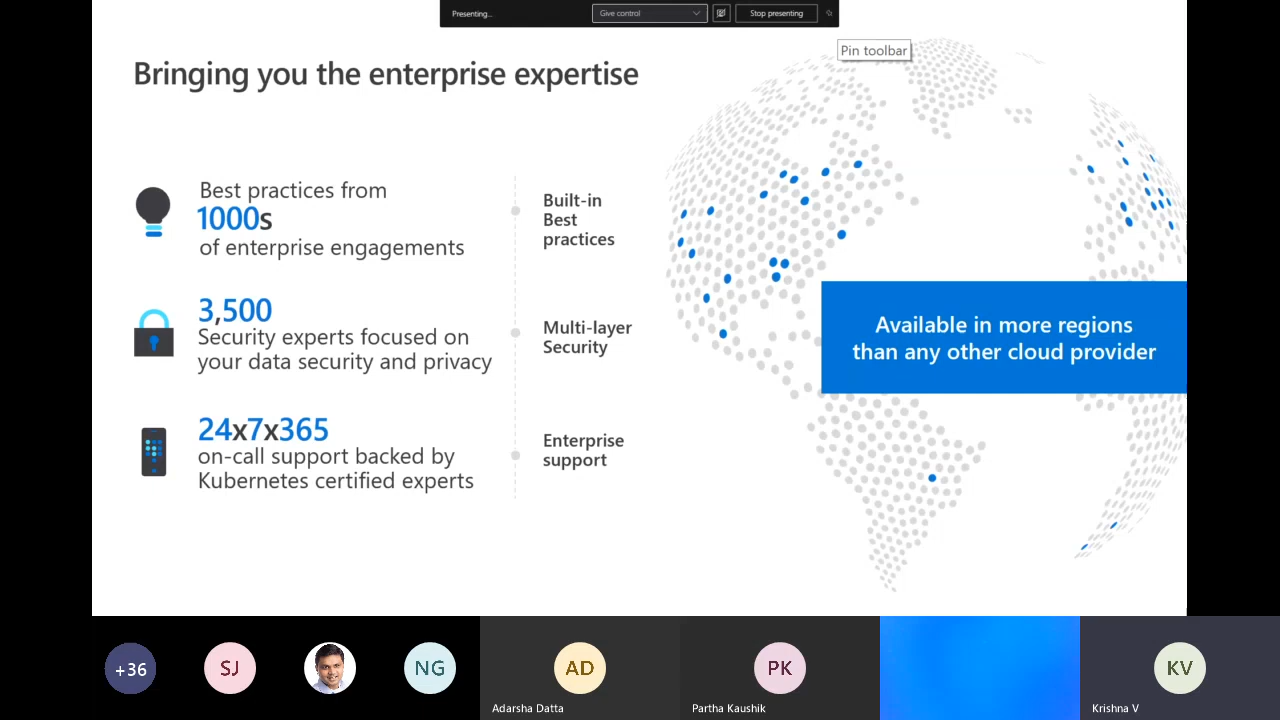 Presenting...
Give control
Stop presenting
Pin toolbar
Bringing you the enterprise expertise
Best practices from
1000s
of enterprise engagements
Built-in
Best
practices
3,500
Security experts focused on
your data security and privacy
Multi-layer
Security
Available in more regions
than any other cloud provider
24x7x365
on-call support backed by
Kubernetes certified experts
Enterprise
support
+36
SJ
NG
AD
Adarsha Datta
PK
Partha Kaushik
KV
Krishna V